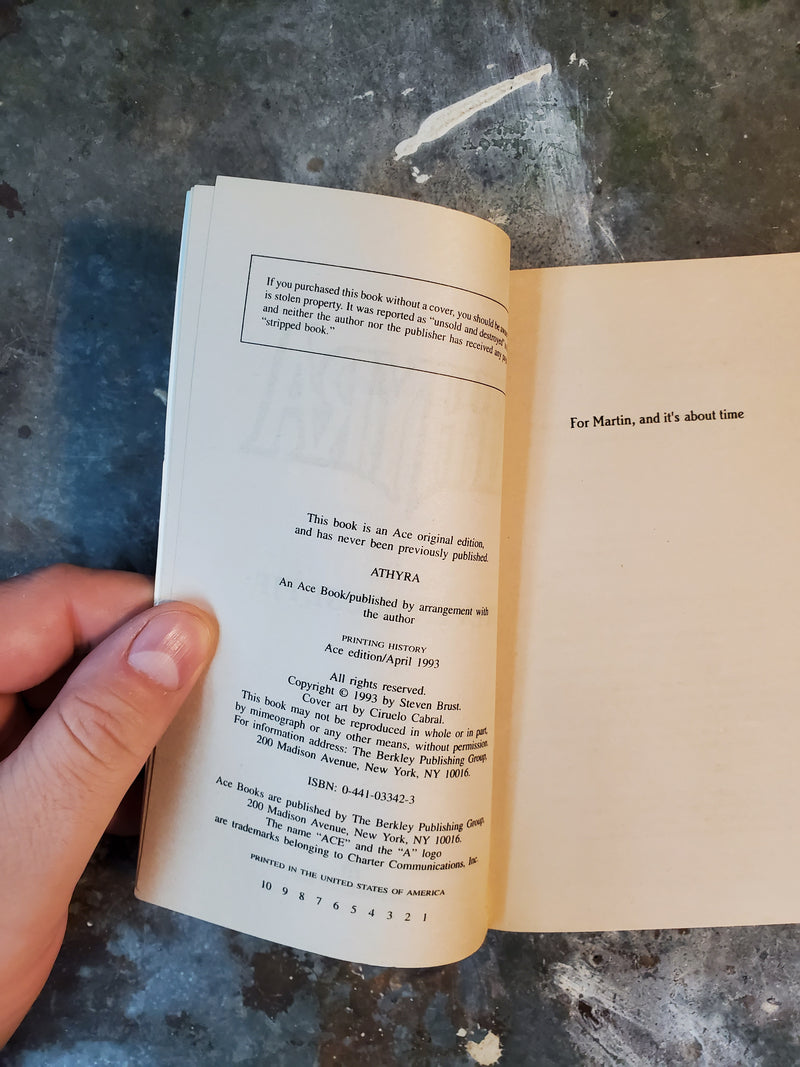 If you purchased this book without a cover, you should be
is stolen property. It was reported as “unsold and destroyed”
and neither the author nor the publisher has received any
“stripped book.”
This book is an Ace original edition,
and has never been previously published.
ATHYRA
An Ace Book/published by arrangement with
the author
PRINTING HISTORY
Ace edition/April 1993
All rights reserved.
Copyright © 1993 by Steven Brust.
Cover art by Ciruelo Cabral.
This book may not be reproduced in whole or in part,
by mimeograph or any other means, without permission.
For information address: The Berkley Publishing Group,
200 Madison Avenue, New York, NY 10016.
ISBN: 0-441-03342-3
Ace Books are published by The Berkley Publishing Group,
200 Madison Avenue, New York, NY 10016.
The name “ACE” and the “A” logo
are trademarks belonging to Charter Communications, Inc.
PRINTED IN THE UNITED STATES OF AMERICA
10 9 8 7 6 5 4 3 2 1
For Martin, and it's about time